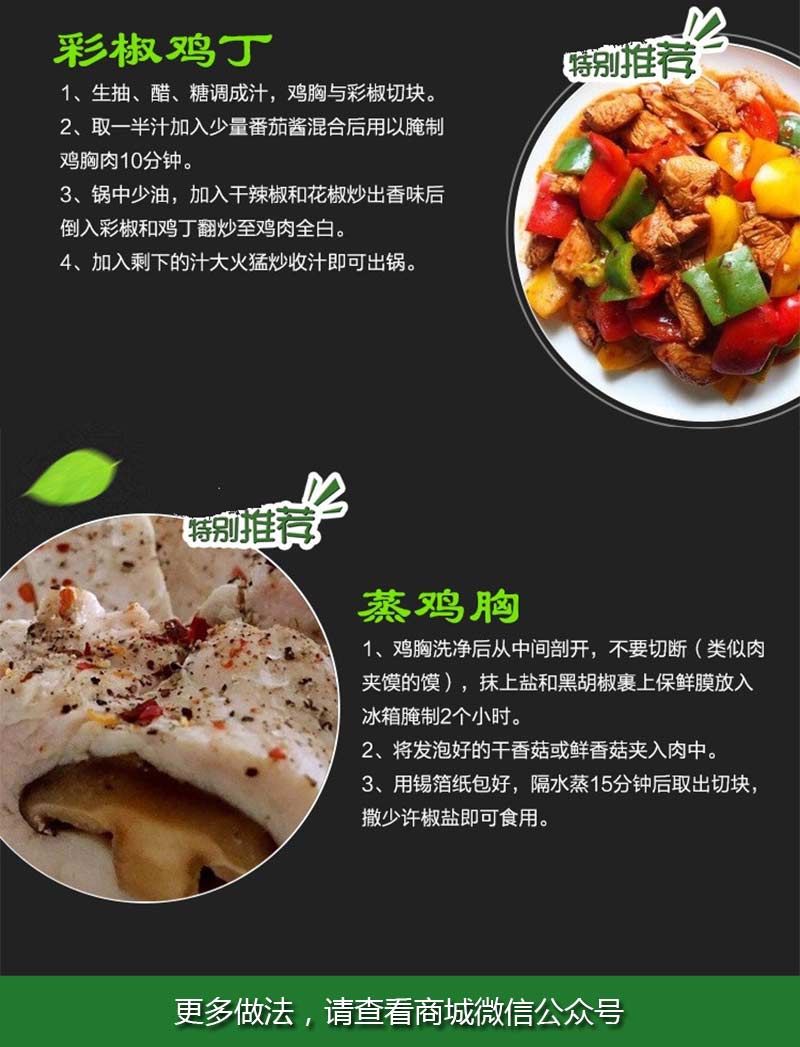 彩椒鸡丁
特别推荐
1、生抽、醋、糖调成汁，鸡胸与彩椒切块。
2、取一半汁加入少量番茄酱混合后用以腌制
鸡胸肉10分钟。
3、锅中少油，加入干辣椒和花椒炒出香味后
倒入彩椒和鸡丁翻炒至鸡肉全白。
4、加入剩下的汁大火猛炒收汁即可出锅。
特别推荐
蒸鸡胸
1、鸡胸洗净后从中间剖开，不要切断（类似肉
夹馍的馍），抹上盐和黑胡椒裹上保鲜膜放入
冰箱腌制2个小时。
2、将发泡好的干香菇或鲜香菇夹入肉中。
3、用锡箔纸包好，隔水蒸15分钟后取出切块，
撒少许椒盐即可食用。
更多做法，请查看商城微信公众号